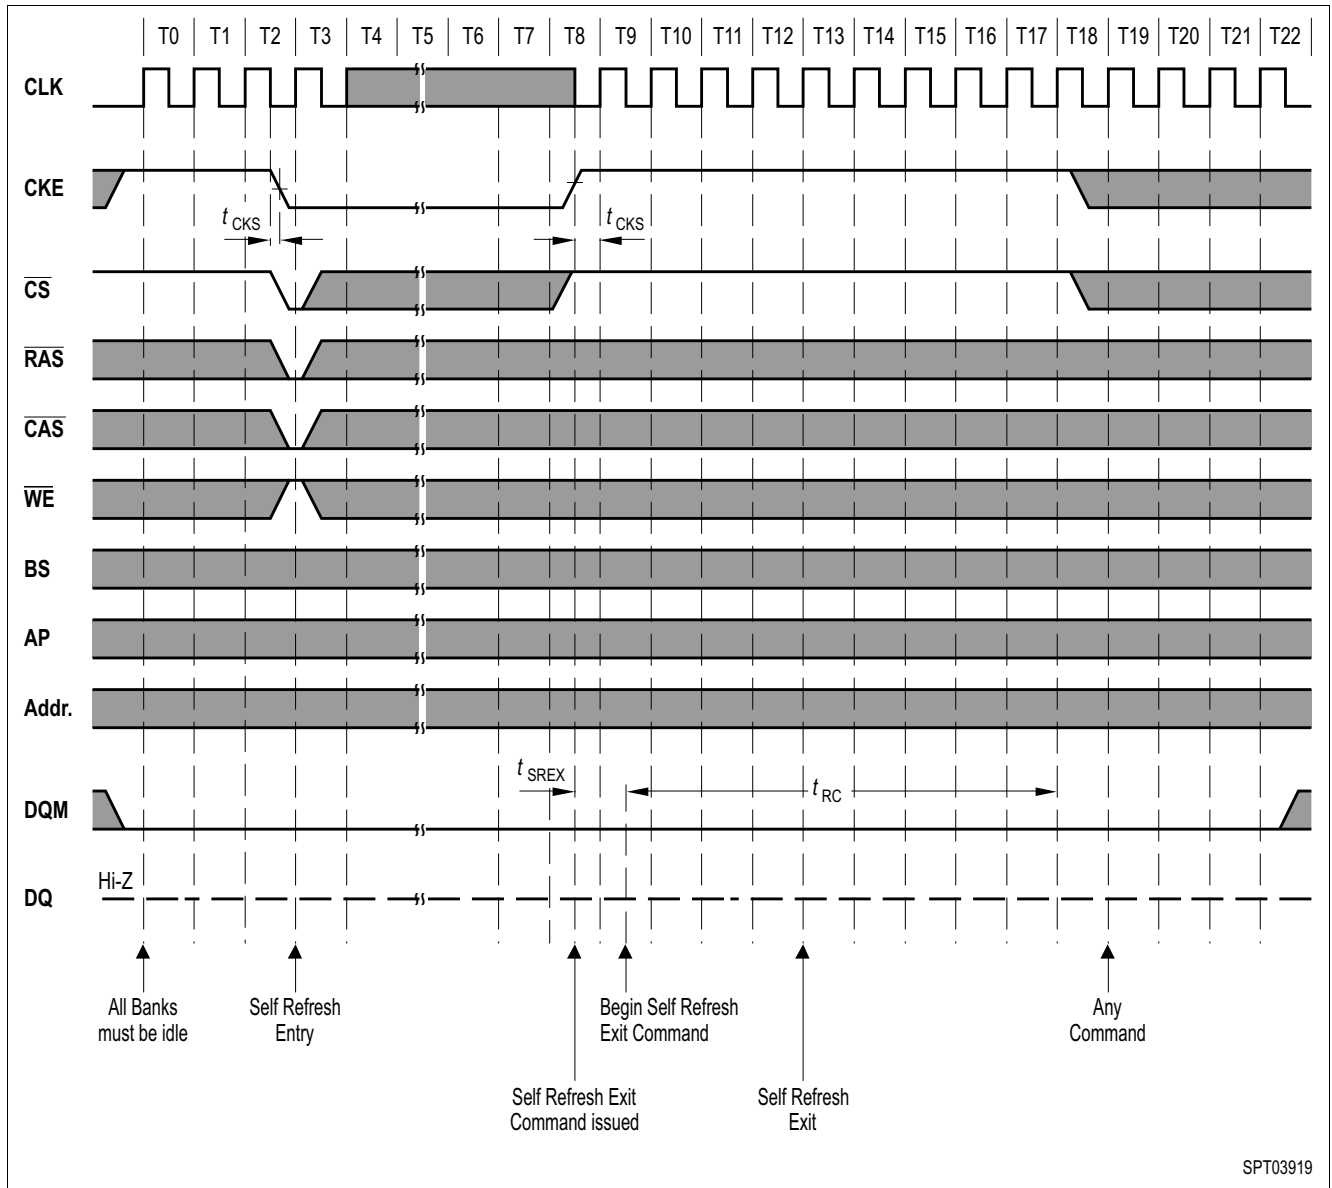 T0 T1 T2 T3 T4 T5 T6 T7 T8 T9 T10 T11 T12 T13 T14 T15 T16 T17 T18 T19 T20 T21 T22
CLK
CKE
t CKS
t CKS
CS
RAS
CAS
WE
BS
AP
Addr.
t SREX
t RC
DQM
Hi-Z
DQ
All Banks
must be idle
Self Refresh
Entry
Begin Self Refresh
Exit Command
Any
Command
Self Refresh Exit
Command issued
Self Refresh
Exit
SPT03919